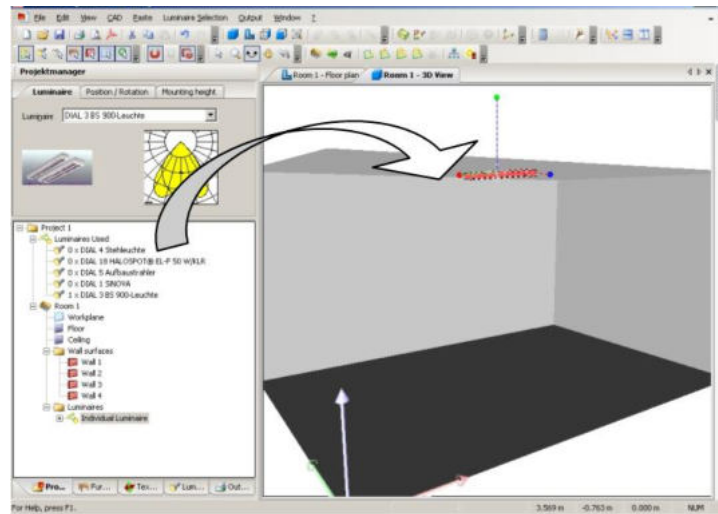 File Edit View CAD Paste Luminaire Selection Output Window ?
Projektmanager
Room 1 - Floor plan Room 1 - 3D View
Luminaire Position / Rotation Mounting height
Luminaire DIAL 3 BS 900-Leuchte
Project 1
Luminaires Used
0 x DIAL 4 Stehleuchte
0 x DIAL 18 HALOSPOT® EL-P 50 W/KLR
0 x DIAL 5 Aufbaustrahler
0 x DIAL 1 SINOVA
1 x DIAL 3 BS 900-Leuchte
Room 1
Workplane
Floor
Ceiling
Wall surfaces
Wall 1
Wall 2
Wall 3
Wall 4
Luminaires
Individual Luminaire
Pro... Fur... Tex... Lum... Out...
For Help, press F1. 3.569 m -0.763 m 0.000 m NUM